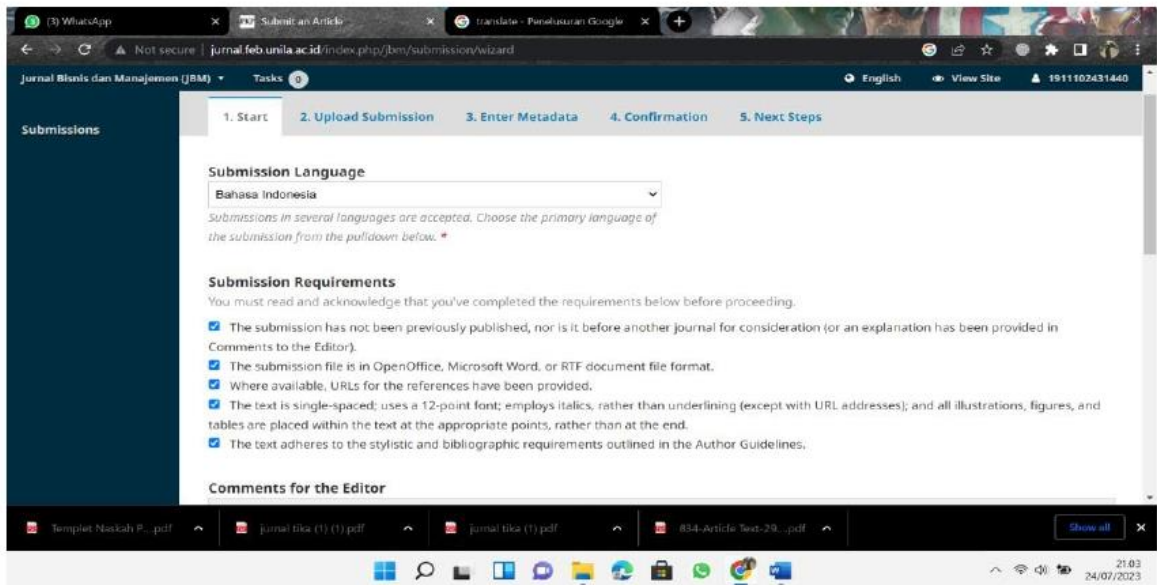 (3) WhatsApp
Submit an Article
translate - Penelusuran Google
Not secure
jurnal.feb.unila.ac.id/index.php/jbm/submission/wizard
Jurnal Bisnis dan Manajemen (JBM)
Tasks 0
English
View Site
1911102431440
Submissions
1. Start
2. Upload Submission
3. Enter Metadata
4. Confirmation
5. Next Steps
Submission Language
Bahasa Indonesia
Submissions in several languages are accepted. Choose the primary language of
the submission from the pulldown below. *
Submission Requirements
You must read and acknowledge that you've completed the requirements below before proceeding.
The submission has not been previously published, nor is it before another journal for consideration (or an explanation has been provided in
Comments to the Editor).
The submission file is in OpenOffice, Microsoft Word, or RTF document file format.
Where available, URLs for the references have been provided.
The text is single-spaced; uses a 12-point font; employs italics, rather than underlining (except with URL addresses); and all illustrations, figures, and
tables are placed within the text at the appropriate points, rather than at the end.
The text adheres to the stylistic and bibliographic requirements outlined in the Author Guidelines.
Comments for the Editor
Templet Naskah P....pdf
jurnal tika (1) (1).pdf
jurnal tika (1).pdf
834-Article Text-29....pdf
Show all
21.03
24/07/2023